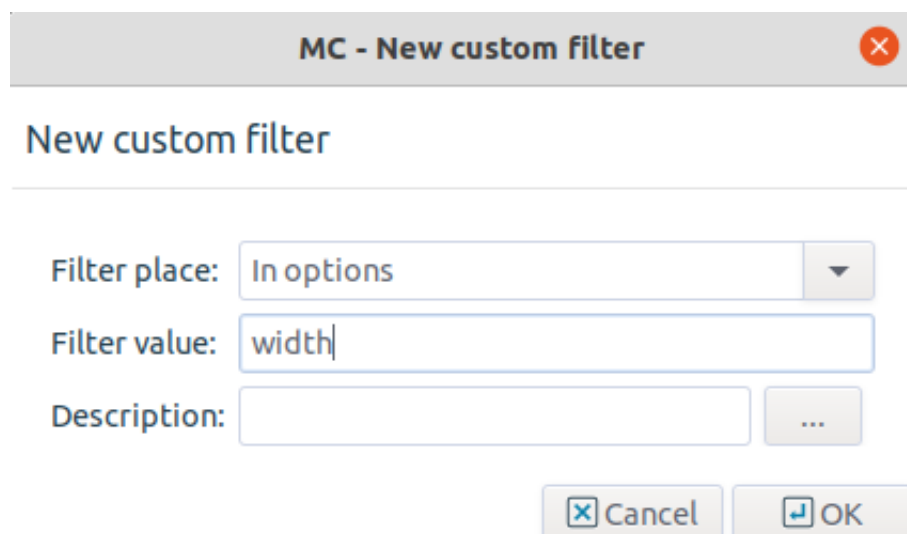 MC - New custom filter
New custom filter
Filter place: In options
Filter value: width
Description: ...
Cancel OK